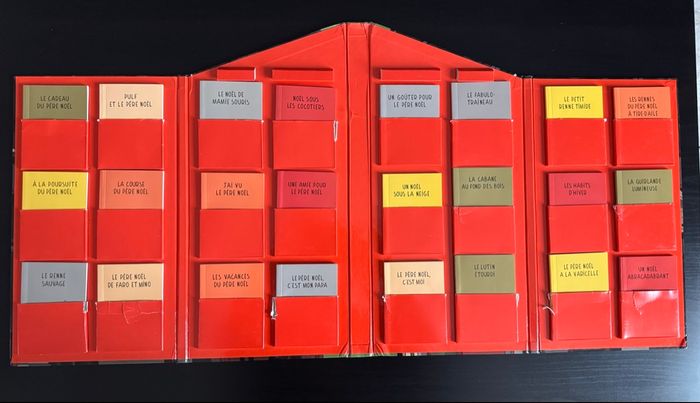 LE CADEAU
DU PÈRE NOËL
PULF
ET LE PÈRE NOËL
LE NOËL DE
MAMIE SOURIS
NOËL SOUS
LES COCOTIERS
UN GOÛTER POUR
LE PÈRE NOËL
LE FABULO-
TRAÎNEAU
LE PETIT
RENNE TIMIDE
LES RENNES
DU PÈRE NOËL
À TIRE-D'AILE
À LA POURSUITE
DU PÈRE NOËL
LA COURSE
DU PÈRE NOËL
J'AI VU
LE PÈRE NOËL
UNE AMIE POUR
LE PÈRE NOËL
UN NOËL
SOUS LA NEIGE
LA CABANE
AU FOND DES BOIS
LES HABITS
D'HIVER
LA GUIRLANDE
LUMINEUSE
LE RENNE
SAUVAGE
LE PÈRE NOËL
DE FARO ET MINO
LES VACANCES
DU PÈRE NOËL
LE PÈRE NOËL,
C'EST MON PAPA
LE PÈRE NOËL,
C'EST MOI
LE LUTIN
ÉTOURDI
LE PÈRE NOËL
A LA VARICELLE
UN NOËL
ABRACADABRANT